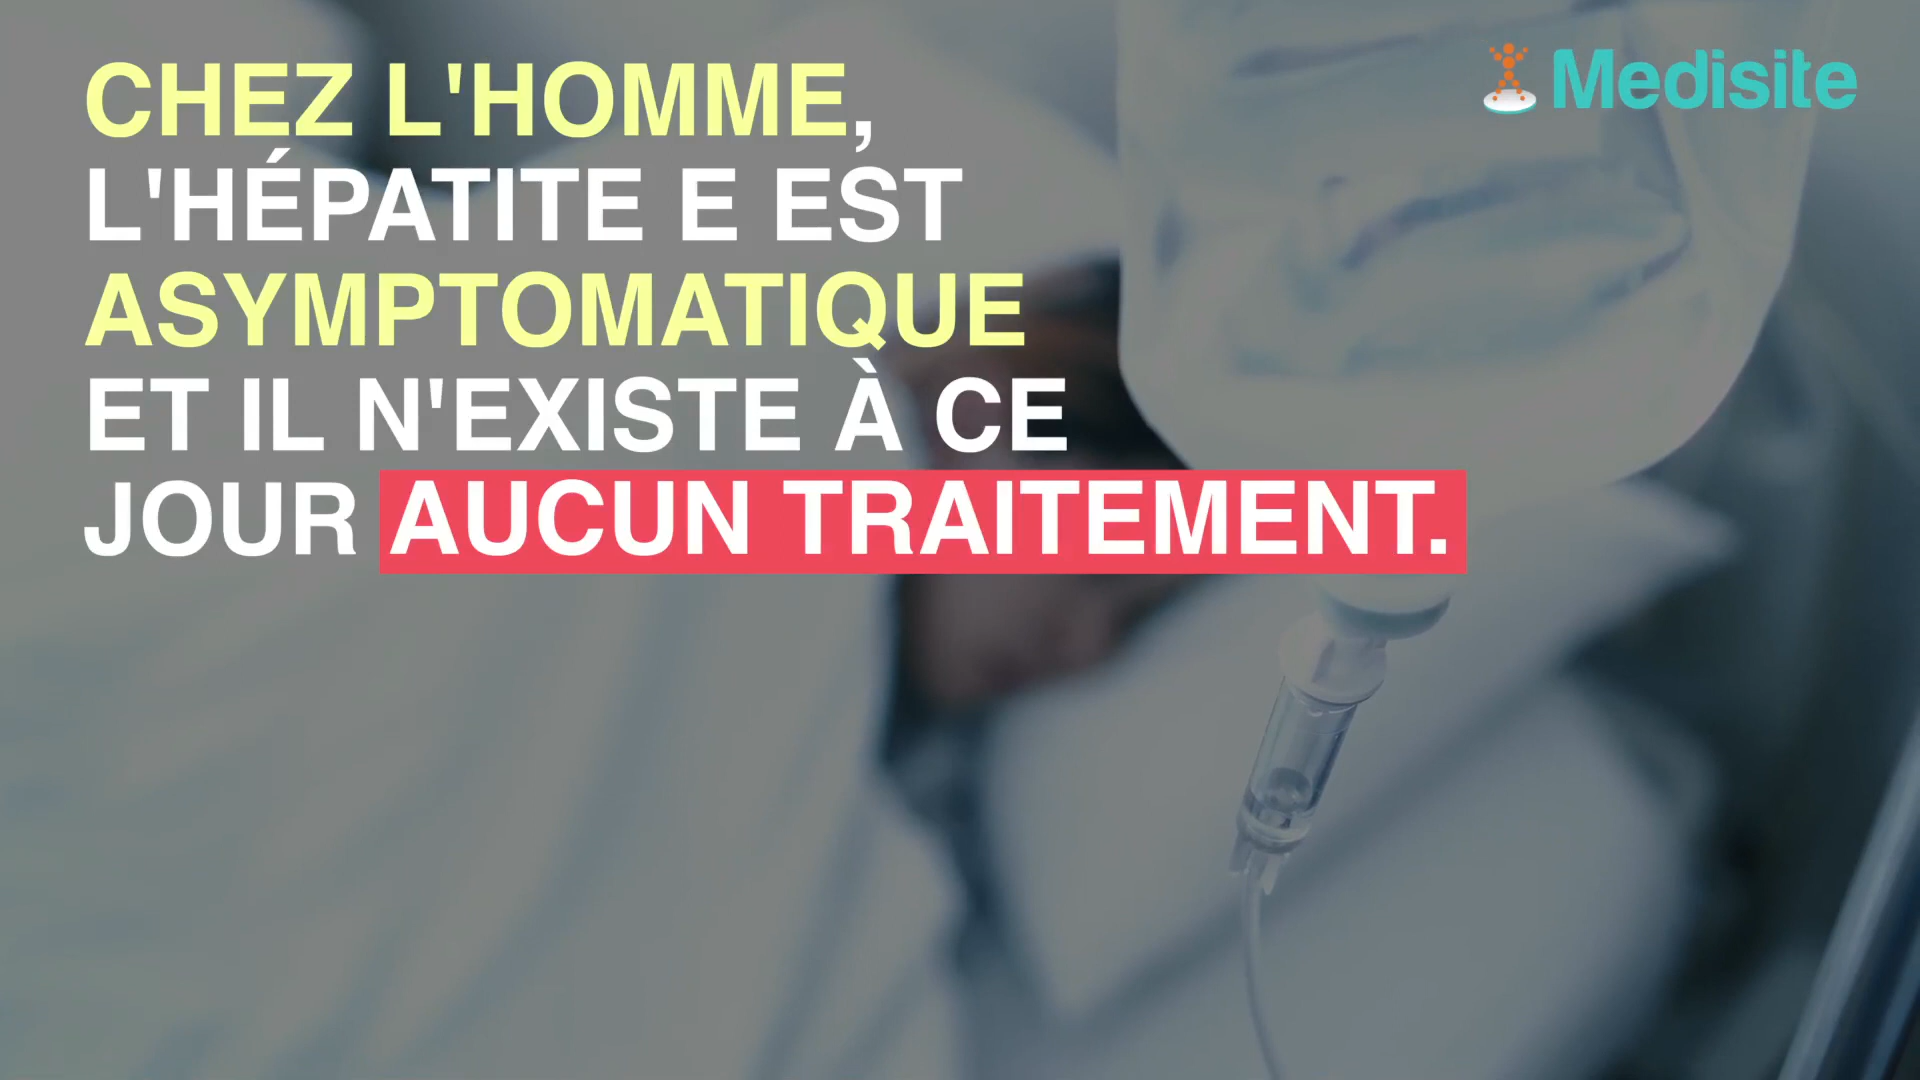 CHEZ L'HOMME,
L'HÉPATITE E EST
ASYMPTOMATIQUE
ET IL N'EXISTE À CE
JOUR AUCUN TRAITEMENT.
Medisite